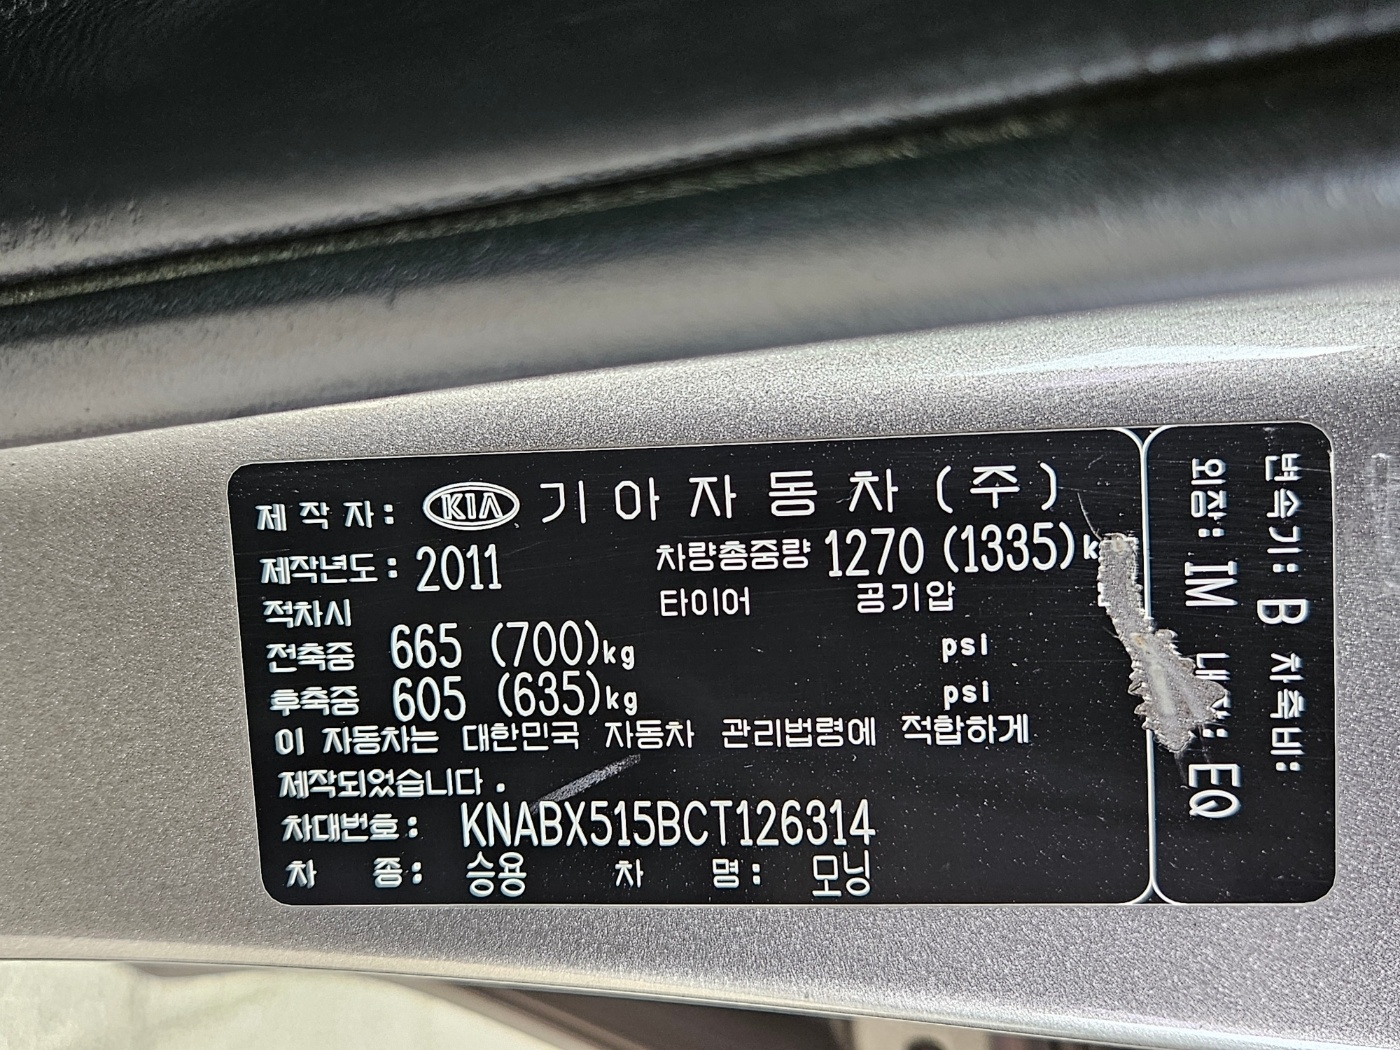 제 작 자 : KIA 기 아 자 동 차 ( 주 )
제작년도 : 2011 차량총중량 1270 (1335)k
적차시 타이어 공기압
전축중 665 (700)kg psi
후축중 605 (635)kg psi
이 자동차는 대한민국 자동차 관리법령에 적합하게
제작되었습니다 .
차대번호 : KNABX515BCT126314
차 종 : 승용 차 명 : 모닝
변속기: B 차축비:
외장: IM 내장: EQ